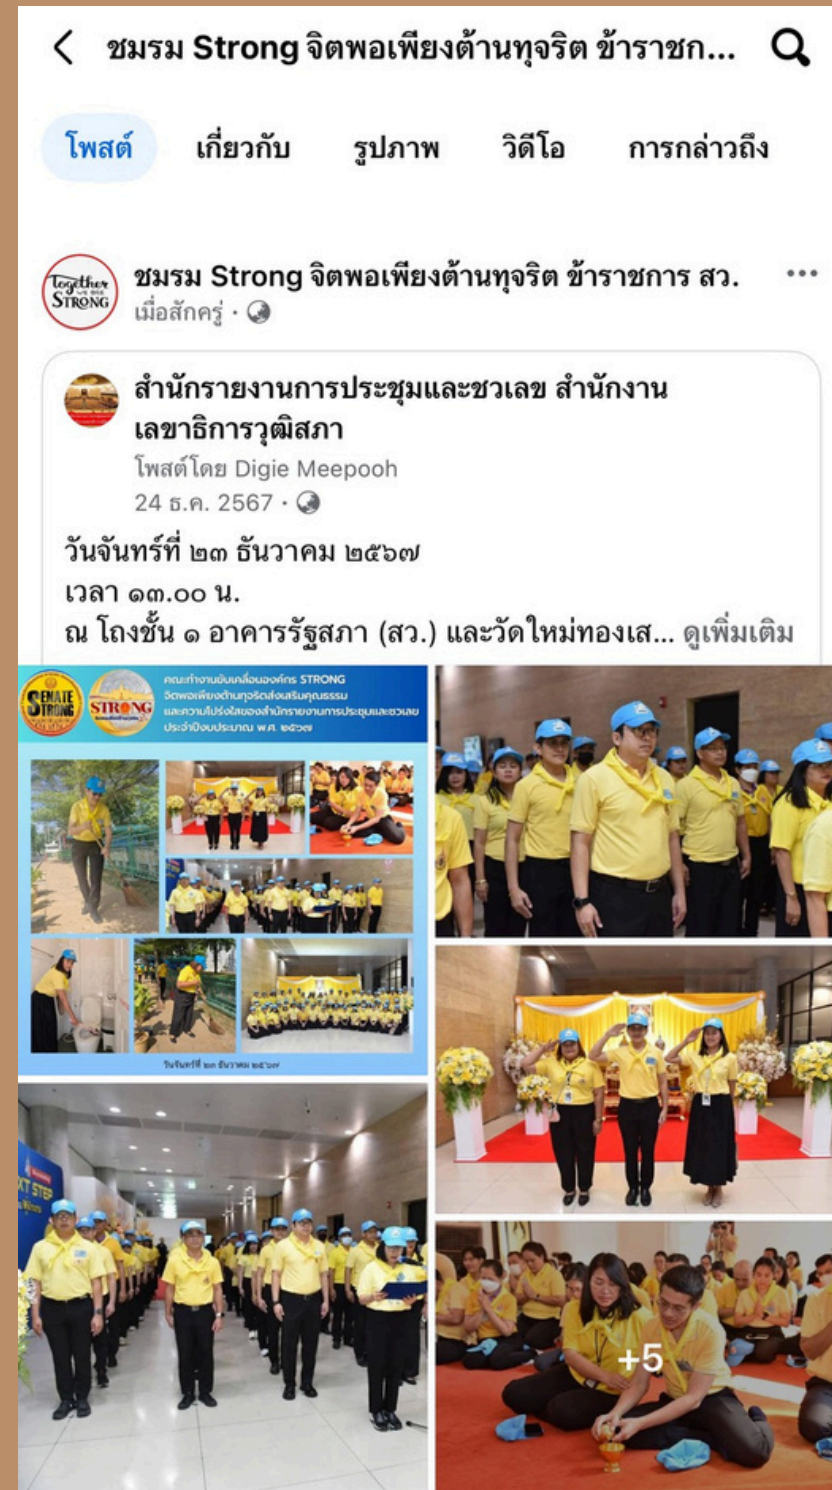 ชมรม Strong จิตพอเพียงต้านทุจริต ข้าราชก...
โพสต์ เกี่ยวกับ รูปภาพ วิดีโอ การกล่าวถึง
Together
WE ARE
STRONG
ชมรม Strong จิตพอเพียงต้านทุจริต ข้าราชการ สว.
เมื่อสักครู่ ·
สำนักรายงานการประชุมและชวเลข สำนักงาน
เลขาธิการวุฒิสภา
โพสต์โดย Digie Meepooh
24 ธ.ค. 2567 ·
วันจันทร์ที่ ๒๓ ธันวาคม ๒๕๖๗
เวลา ๑๓.๐๐ น.
ณ โถงชั้น ๑ อาคารรัฐสภา (สว.) และวัดใหม่ทองเส... ดูเพิ่มเติม
SENATE
STRONG
STRONG
คณะทำงานขับเคลื่อนองค์กร STRONG
จิตพอเพียงต้านทุจริตส่งเสริมคุณธรรม
และความโปร่งใสของสำนักรายงานการประชุมและชวเลข
ประจำปีงบประมาณ พ.ศ. ๒๕๖๗
วันจันทร์ที่ ๒๓ ธันวาคม ๒๕๖๗
XT STEP
+5